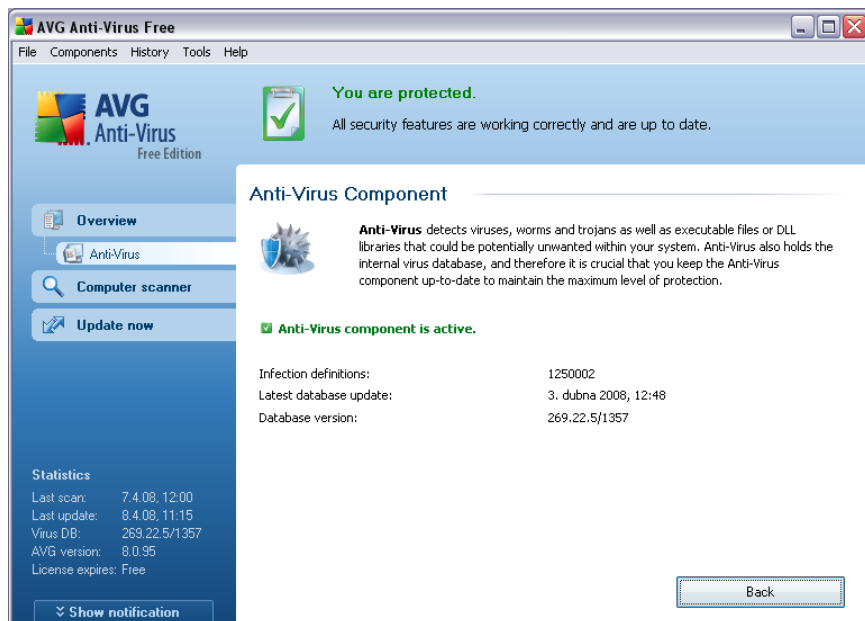 AVG Anti-Virus Free
File Components History Tools Help
AVG
Anti-Virus
Free Edition
You are protected.
All security features are working correctly and are up to date.
Overview
Anti-Virus
Computer scanner
Update now
Anti-Virus Component
Anti-Virus detects viruses, worms and trojans as well as executable files or DLL
libraries that could be potentially unwanted within your system. Anti-Virus also holds the
internal virus database, and therefore it is crucial that you keep the Anti-Virus
component up-to-date to maintain the maximum level of protection.
Anti-Virus component is active.
Infection definitions: 1250002
Latest database update: 3. dubna 2008, 12:48
Database version: 269.22.5/1357
Statistics
Last scan: 7.4.08, 12:00
Last update: 8.4.08, 11:15
Virus DB: 269.22.5/1357
AVG version: 8.0.95
License expires: Free
Show notification
Back